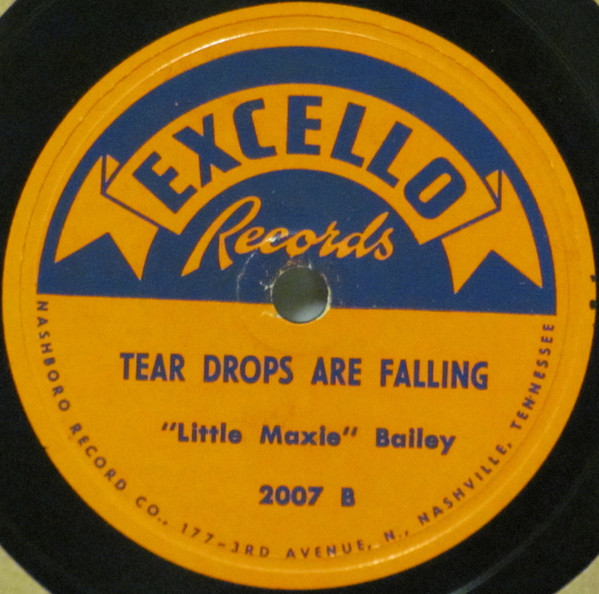 EXCELLO
Records
TEAR DROPS ARE FALLING
"Little Maxie" Bailey
2007 B
NASHBORO RECORD CO., 177-3RD AVENUE, N., NASHVILLE, TENNESSEE